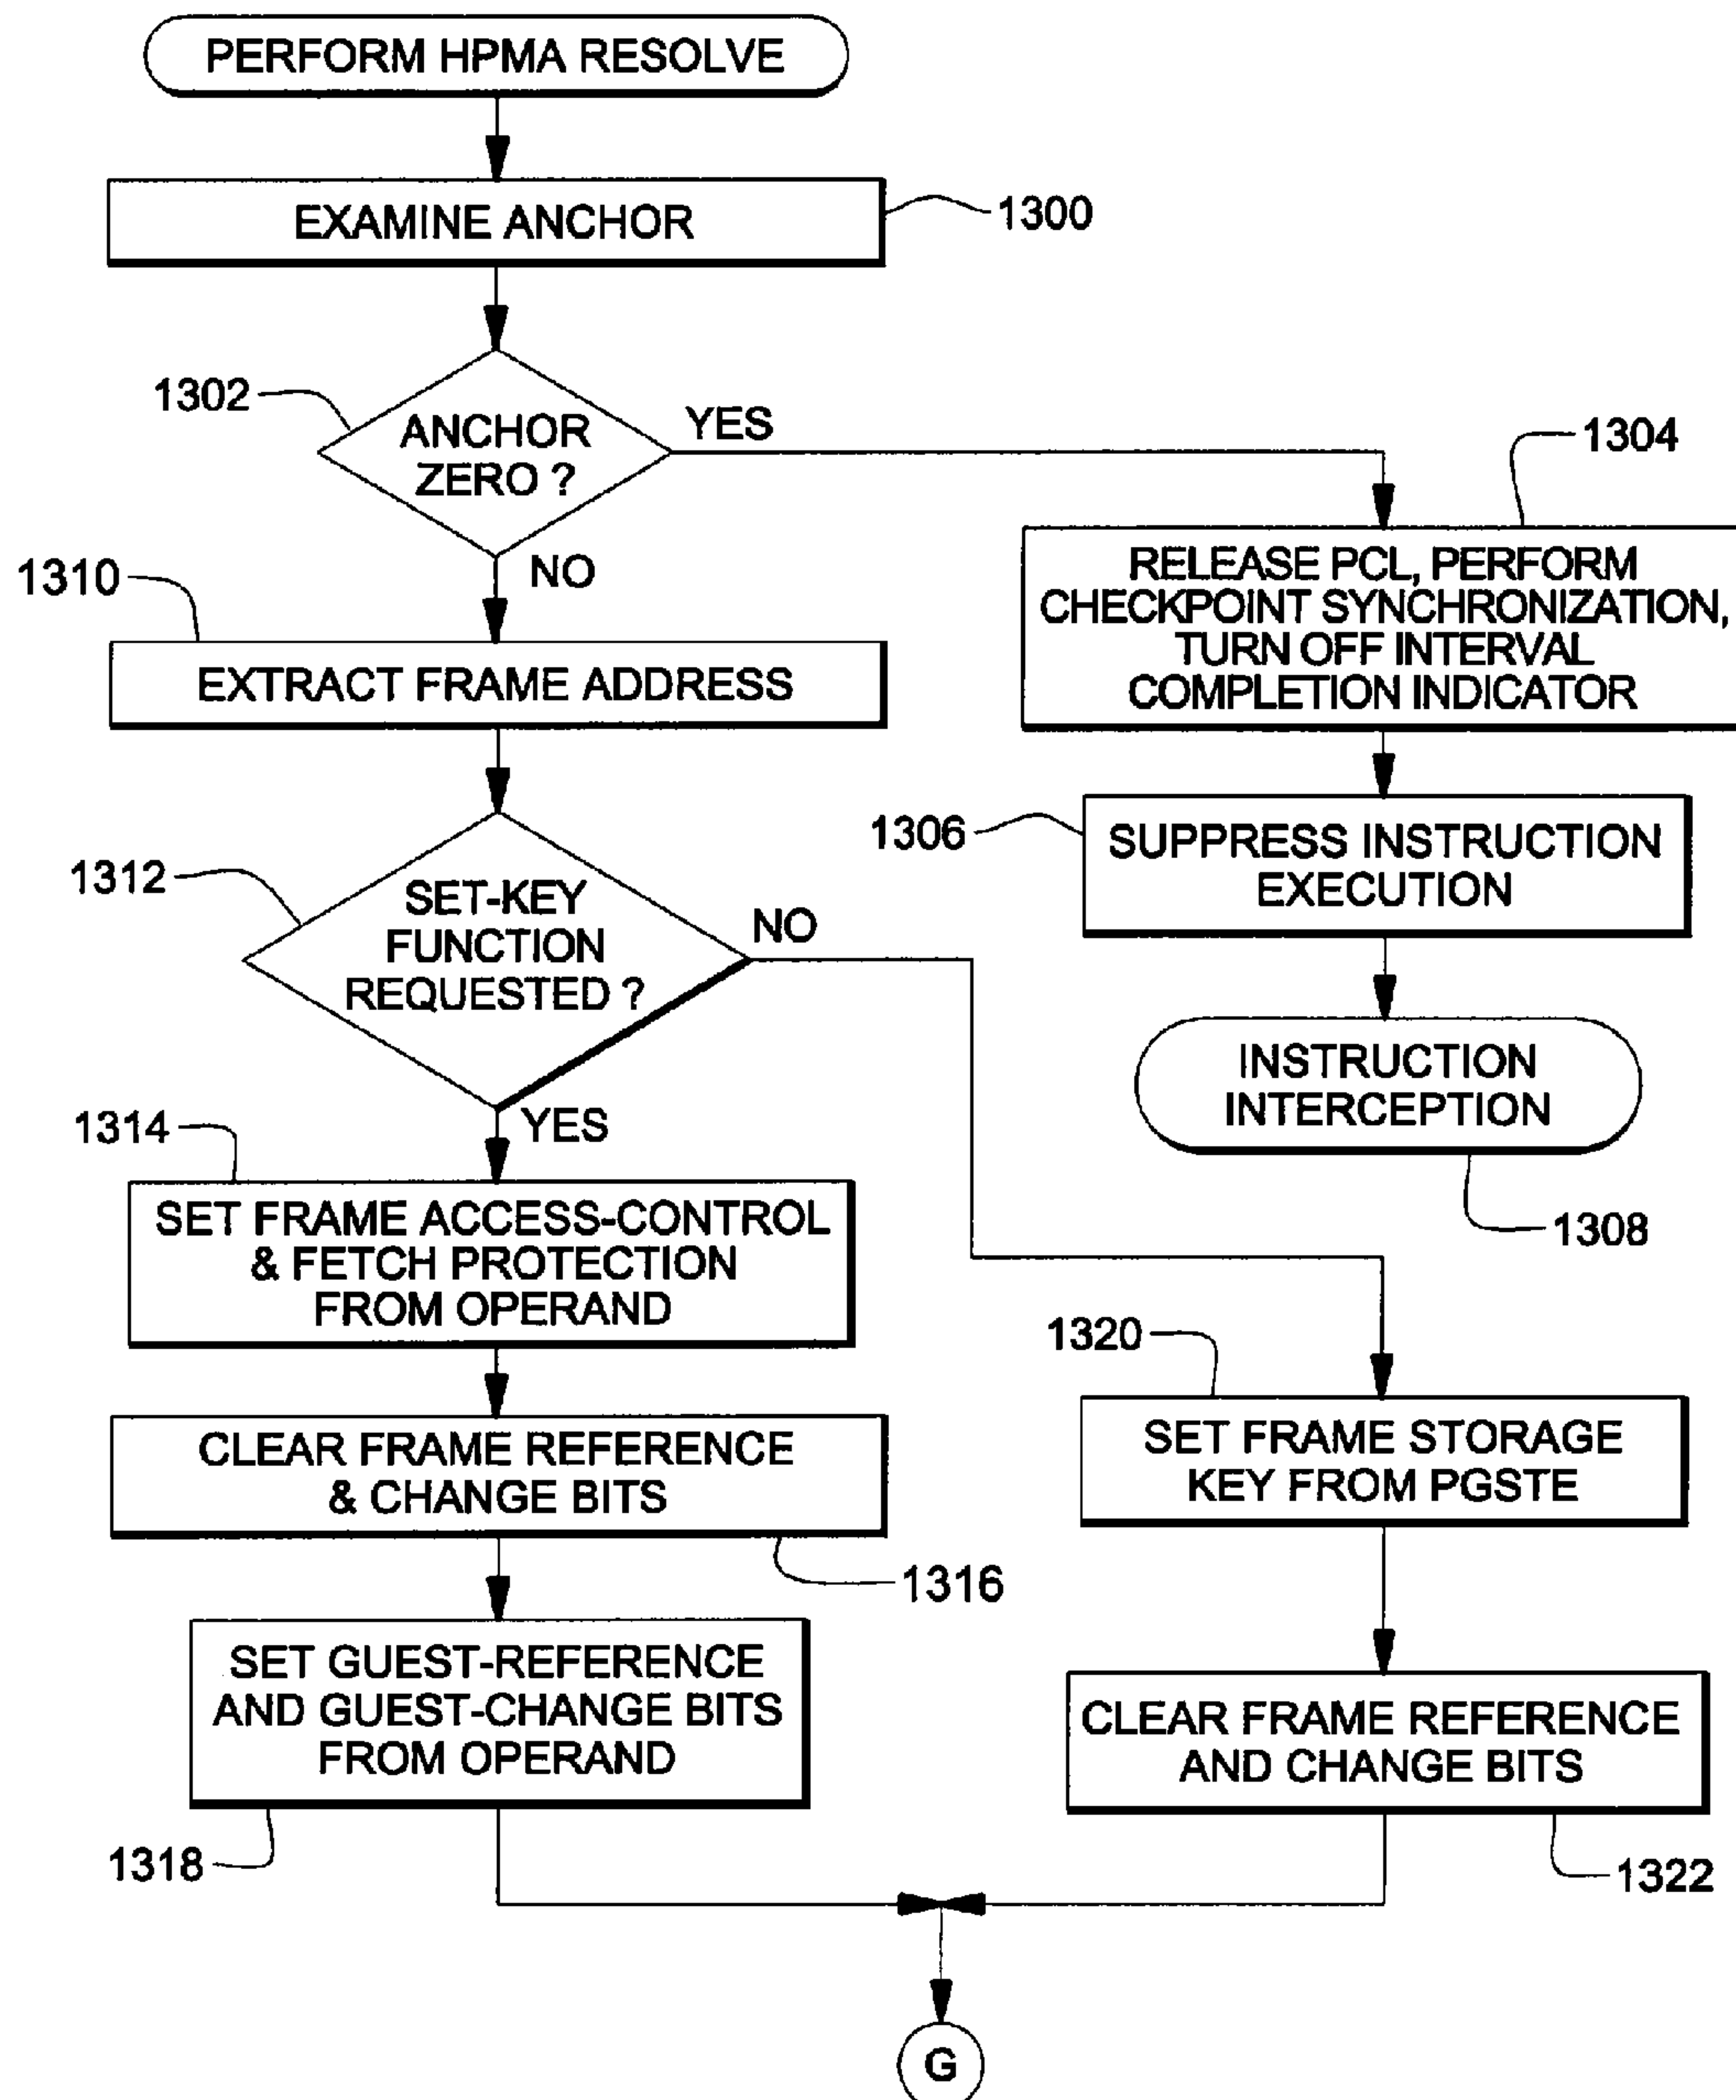 PERFORM HPMA RESOLVE
EXAMINE ANCHOR
1300
1302
ANCHOR
ZERO ?
YES
NO
1304
RELEASE PCL, PERFORM
CHECKPOINT SYNCHRONIZATION,
TURN OFF INTERVAL
COMPLETION INDICATOR
1306
SUPPRESS INSTRUCTION
EXECUTION
INSTRUCTION
INTERCEPTION
1308
1310
EXTRACT FRAME ADDRESS
1312
SET-KEY
FUNCTION
REQUESTED ?
NO
YES
1314
SET FRAME ACCESS-CONTROL
& FETCH PROTECTION
FROM OPERAND
CLEAR FRAME REFERENCE
& CHANGE BITS
1316
SET GUEST-REFERENCE
AND GUEST-CHANGE BITS
FROM OPERAND
1318
1320
SET FRAME STORAGE
KEY FROM PGSTE
CLEAR FRAME REFERENCE
AND CHANGE BITS
1322
G